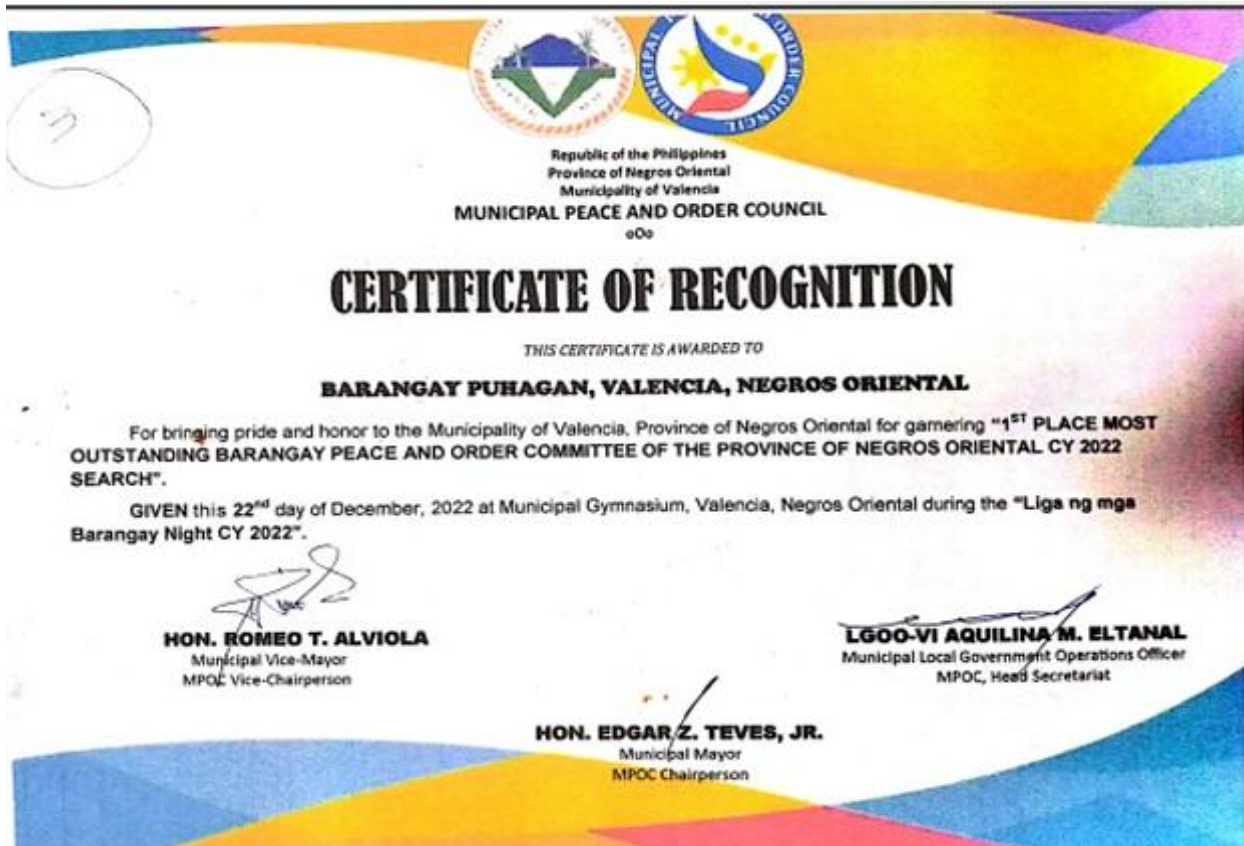 MUNICIPAL ORDER COUNCIL
Republic of the Philippines
Province of Negros Oriental
Municipality of Valencia
MUNICIPAL PEACE AND ORDER COUNCIL
oOo
CERTIFICATE OF RECOGNITION
THIS CERTIFICATE IS AWARDED TO
BARANGAY PUHAGAN, VALENCIA, NEGROS ORIENTAL
For bringing pride and honor to the Municipality of Valencia, Province of Negros Oriental for garnering "1ST PLACE MOST
OUTSTANDING BARANGAY PEACE AND ORDER COMMITTEE OF THE PROVINCE OF NEGROS ORIENTAL CY 2022
SEARCH".
GIVEN this 22nd day of December, 2022 at Municipal Gymnasium, Valencia, Negros Oriental during the "Liga ng mga
Barangay Night CY 2022".
HON. ROMEO T. ALVIOLA
Municipal Vice-Mayor
MPOC Vice-Chairperson
LGOO-VI AQUILINA M. ELTANAL
Municipal Local Government Operations Officer
MPOC, Head Secretariat
HON. EDGAR Z. TEVES, JR.
Municipal Mayor
MPOC Chairperson